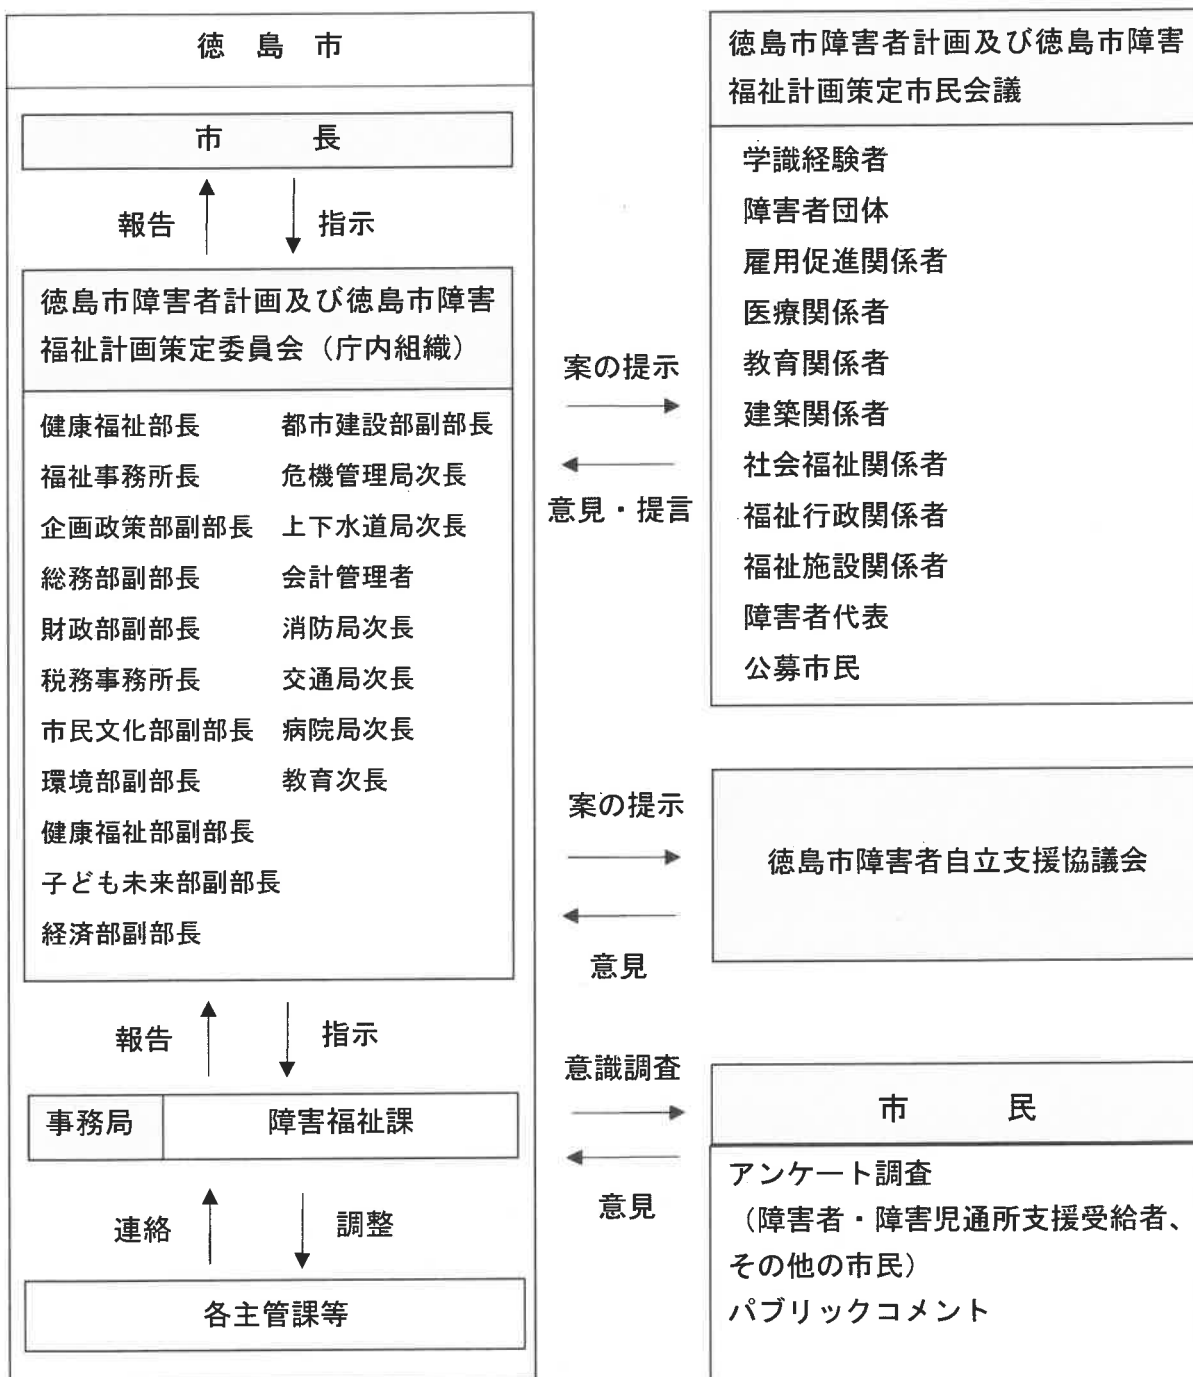 徳島市
市長
報告
指示
徳島市障害者計画及び徳島市障害
福祉計画策定委員会（庁内組織）
健康福祉部長
福祉事務所長
企画政策部副部長
総務部副部長
財政部副部長
税務事務所長
市民文化部副部長
環境部副部長
健康福祉部副部長
子ども未来部副部長
経済部副部長
都市建設部副部長
危機管理局次長
上下水道局次長
会計管理者
消防局次長
交通局次長
病院局次長
教育次長
報告
指示
事務局
障害福祉課
連絡
調整
各主管課等
案の提示
意見・提言
徳島市障害者計画及び徳島市障害
福祉計画策定市民会議
学識経験者
障害者団体
雇用促進関係者
医療関係者
教育関係者
建築関係者
社会福祉関係者
福祉行政関係者
福祉施設関係者
障害者代表
公募市民
案の提示
意見
徳島市障害者自立支援協議会
意識調査
意見
市民
アンケート調査
（障害者・障害児通所支援受給者、
その他の市民）
パブリックコメント